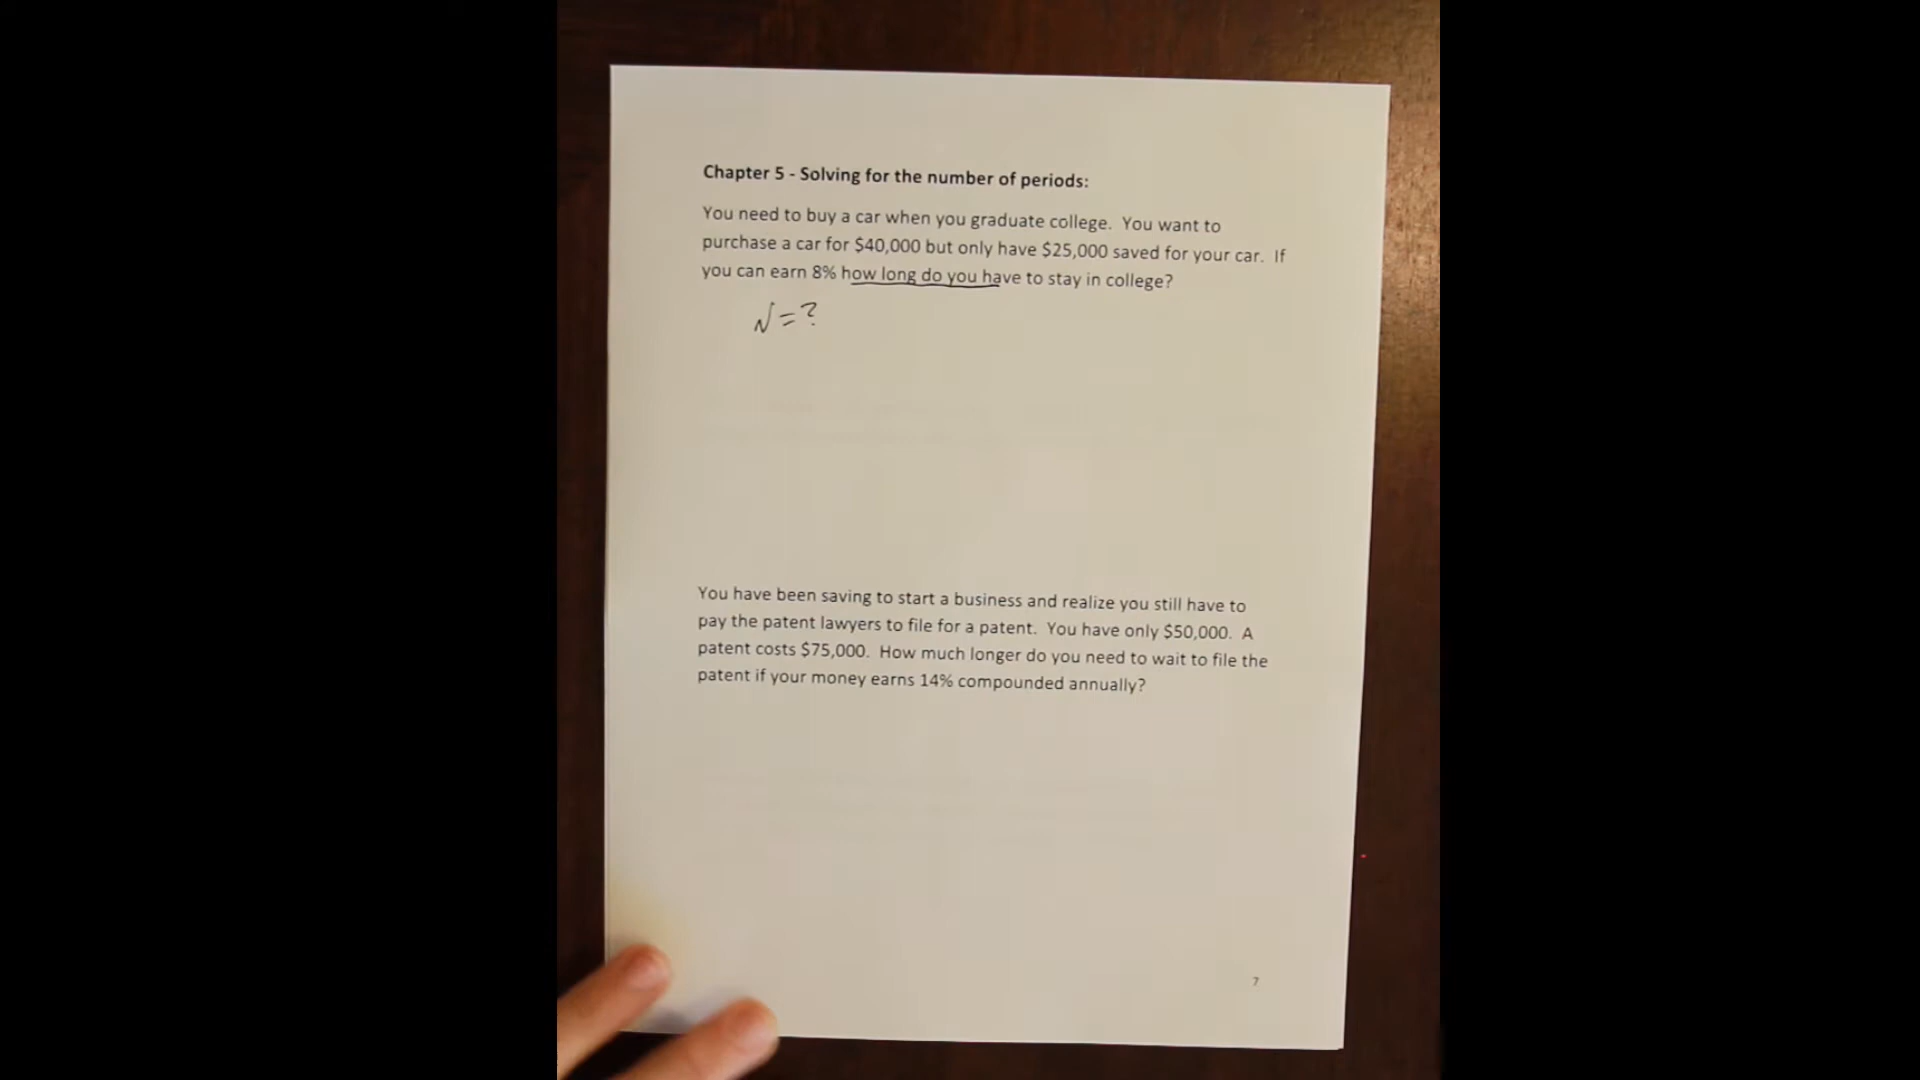 Chapter 5 - Solving for the number of periods:
You need to buy a car when you graduate college. You want to
purchase a car for $40,000 but only have $25,000 saved for your car. If
you can earn 8% how long do you have to stay in college?
N = ?
You have been saving to start a business and realize you still have to
pay the patent lawyers to file for a patent. You have only $50,000. A
patent costs $75,000. How much longer do you need to wait to file the
patent if your money earns 14% compounded annually?
7